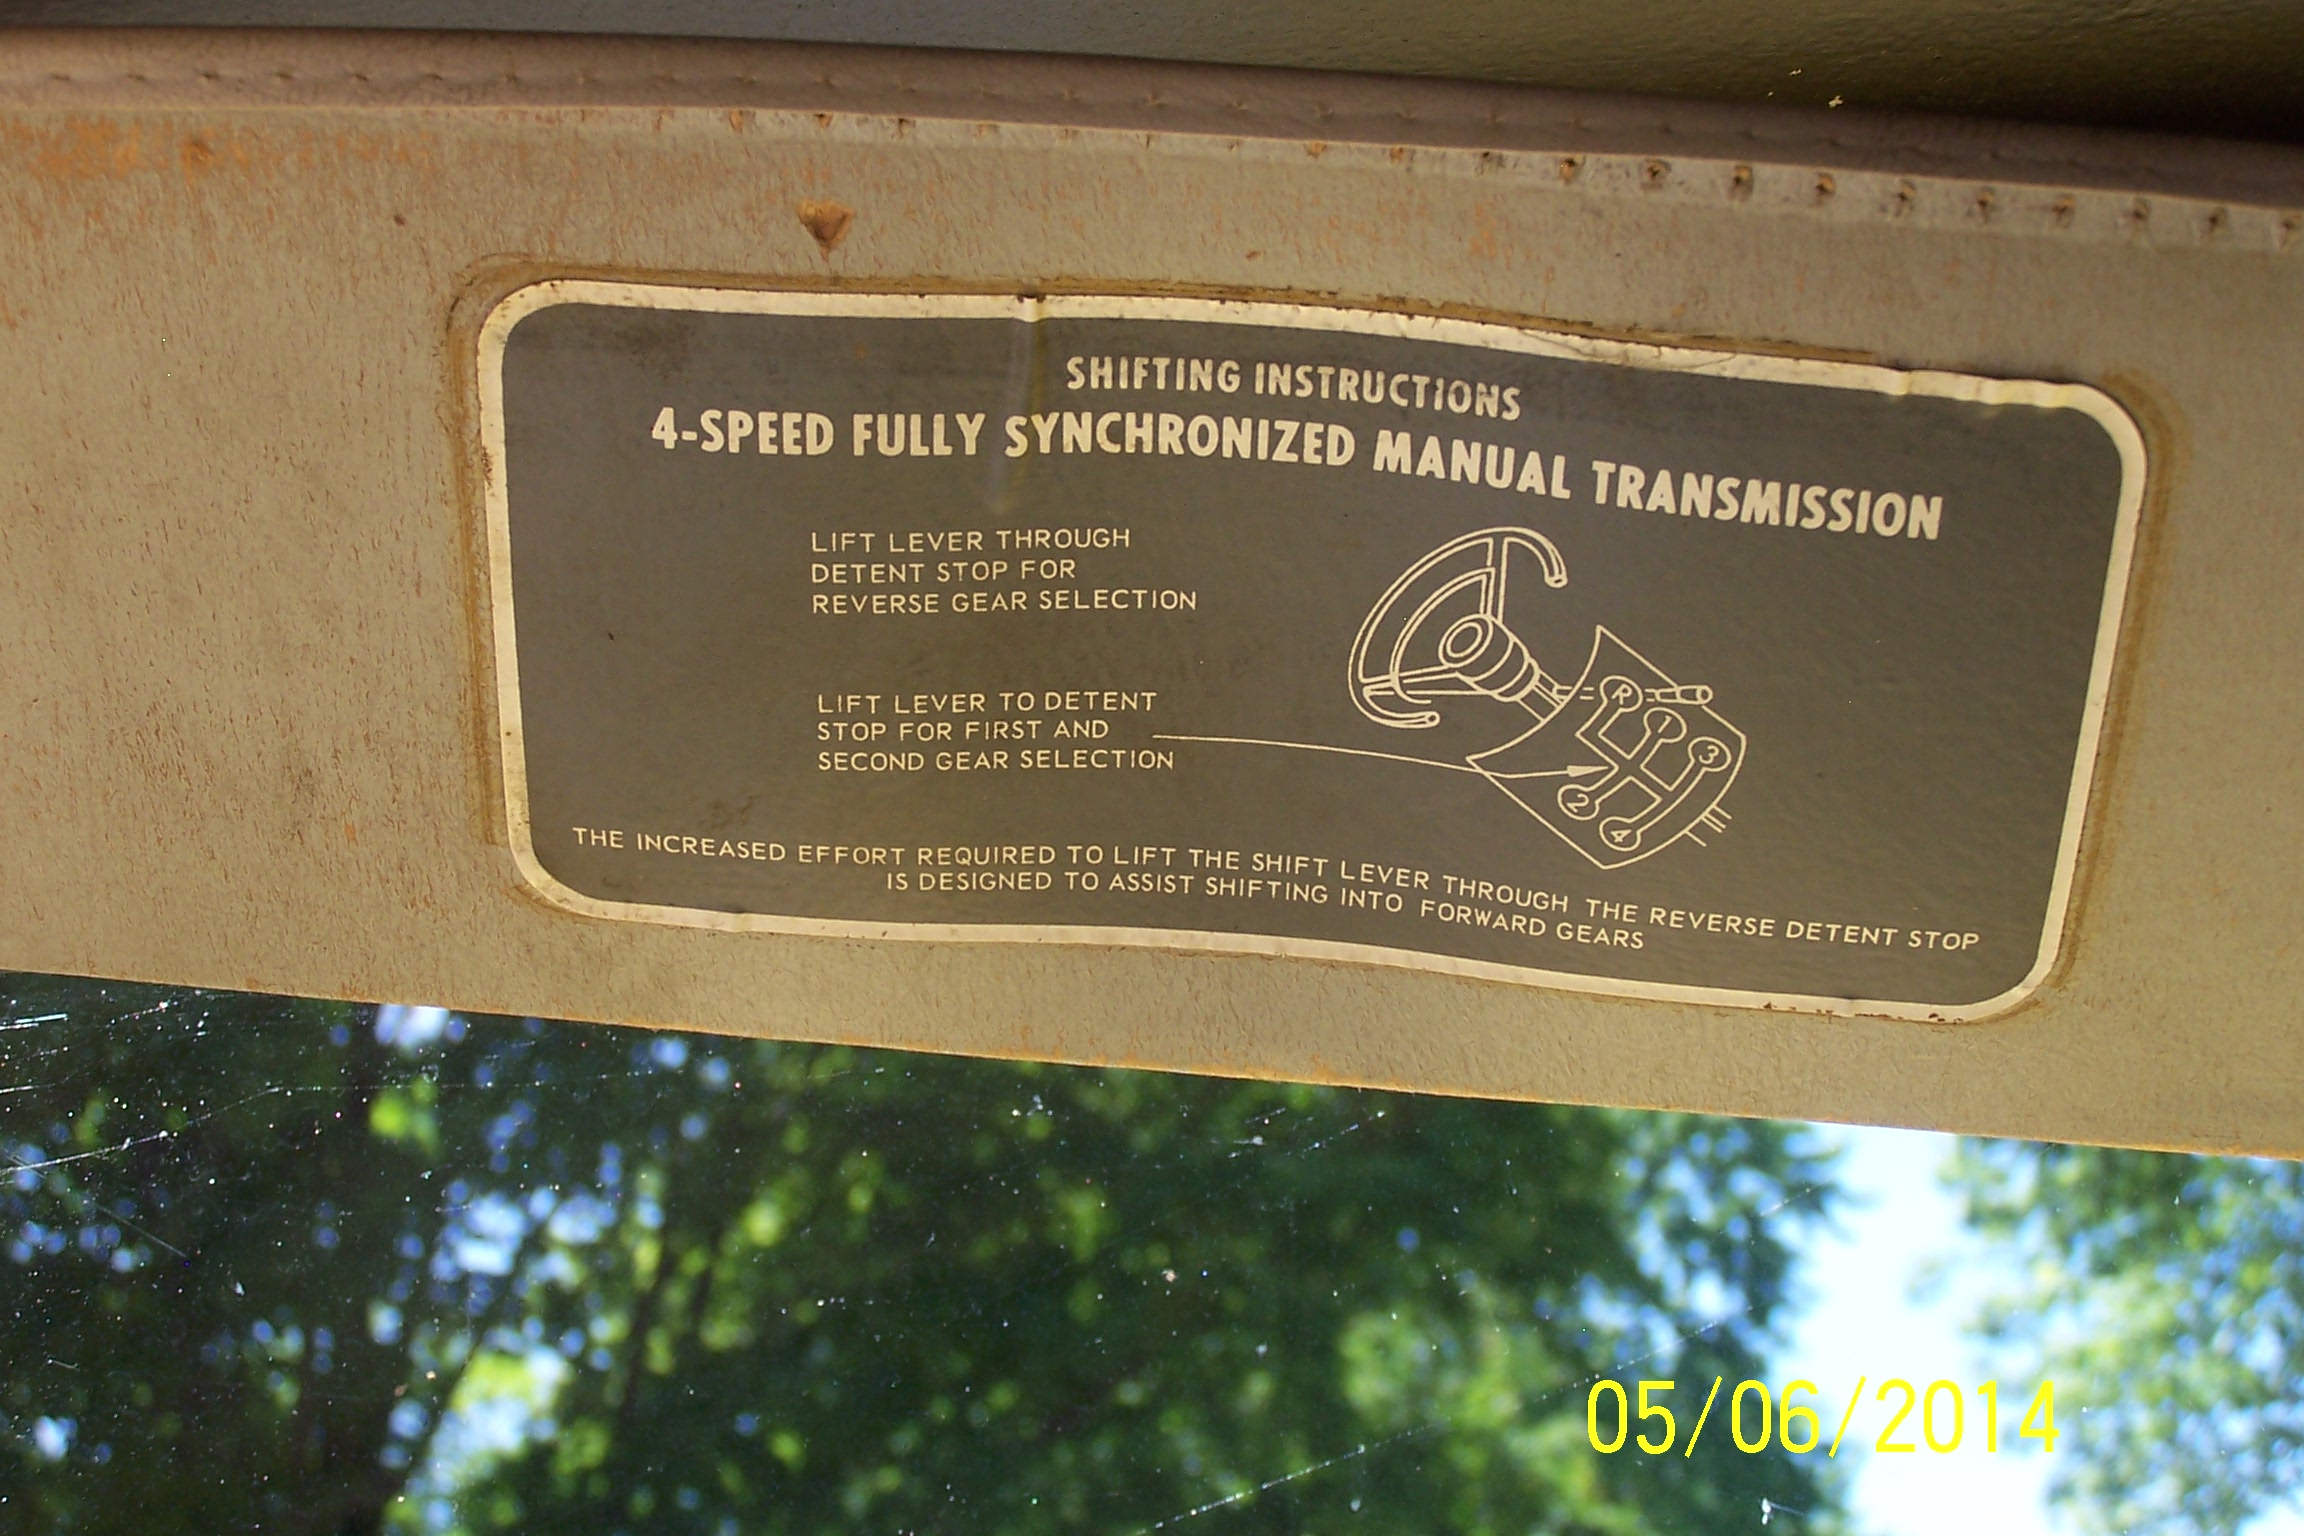 SHIFTING INSTRUCTIONS
4-SPEED FULLY SYNCHRONIZED MANUAL TRANSMISSION
LIFT LEVER THROUGH
DETENT STOP FOR
REVERSE GEAR SELECTION
LIFT LEVER TO DETENT
STOP FOR FIRST AND
SECOND GEAR SELECTION
R
1
3
2
4
THE INCREASED EFFORT REQUIRED TO LIFT THE SHIFT LEVER THROUGH THE REVERSE DETENT STOP
IS DESIGNED TO ASSIST SHIFTING INTO FORWARD GEARS
05/06/2014